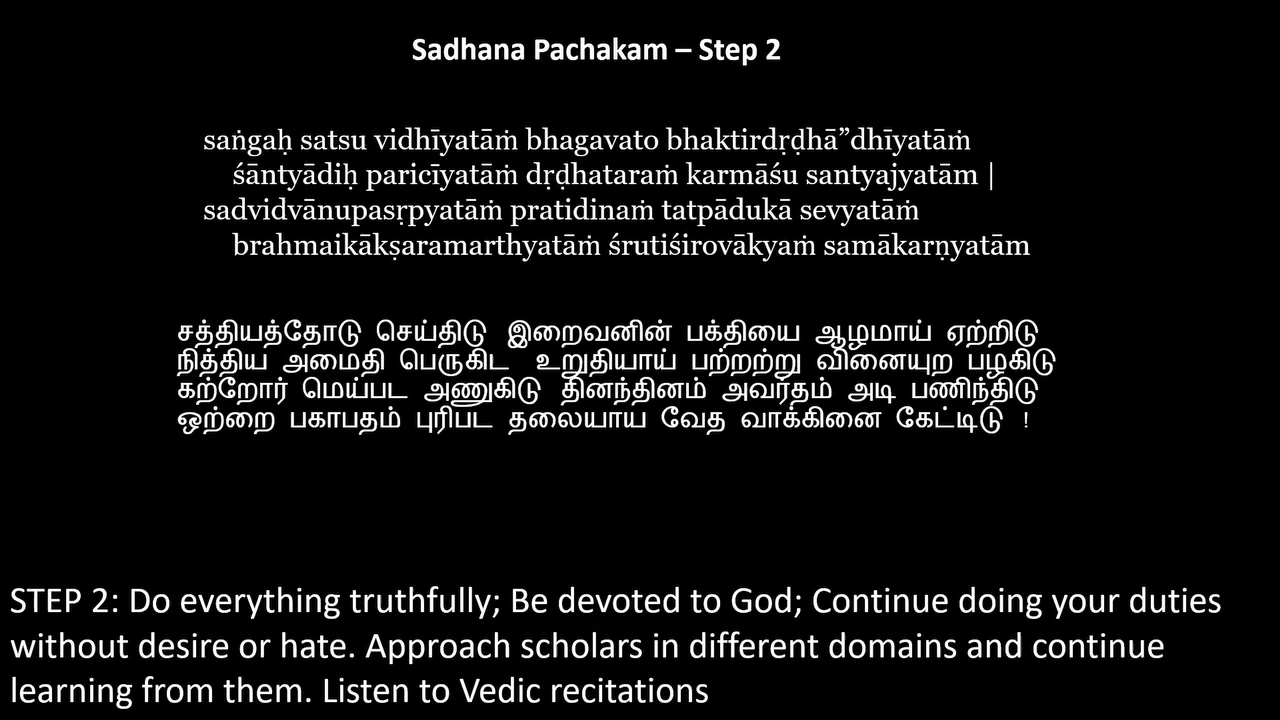 Sadhana Pachakam – Step 2
saṅgaḥ satsu vidhīyatāṁ bhagavato bhaktirdṛḍhā”dhīyatāṁ
śāntyādiḥ paricīyatāṁ dṛḍhataraṁ karmāśu santyajyatām |
sadvidvānupasṛpyatāṁ pratidinaṁ tatpādukā sevyatāṁ
brahmaikākṣaramarthyatāṁ śrutiśirovākyaṁ samākarṇyatām
சத்தியத்தோடு செய்திடு இறைவனின் பக்தியை ஆழமாய் ஏற்றிடு
நித்திய அமைதி பெருகிட உறுதியாய் பற்றற்று வினையுற பழகிடு
கற்றோர் மெய்பட அணுகிடு தினந்தினம் அவர்தம் அடி பணிந்திடு
ஒற்றை பகாபதம் புரிபட தலையாய வேத வாக்கினை கேட்டிடு !
STEP 2: Do everything truthfully; Be devoted to God; Continue doing your duties
without desire or hate. Approach scholars in different domains and continue
learning from them. Listen to Vedic recitations